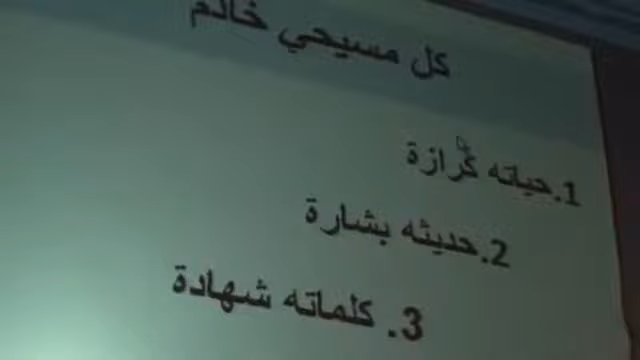 كل مسيحي خادم
1.حياته كرازة
2.حديثه بشارة
3. كلماته شهادة